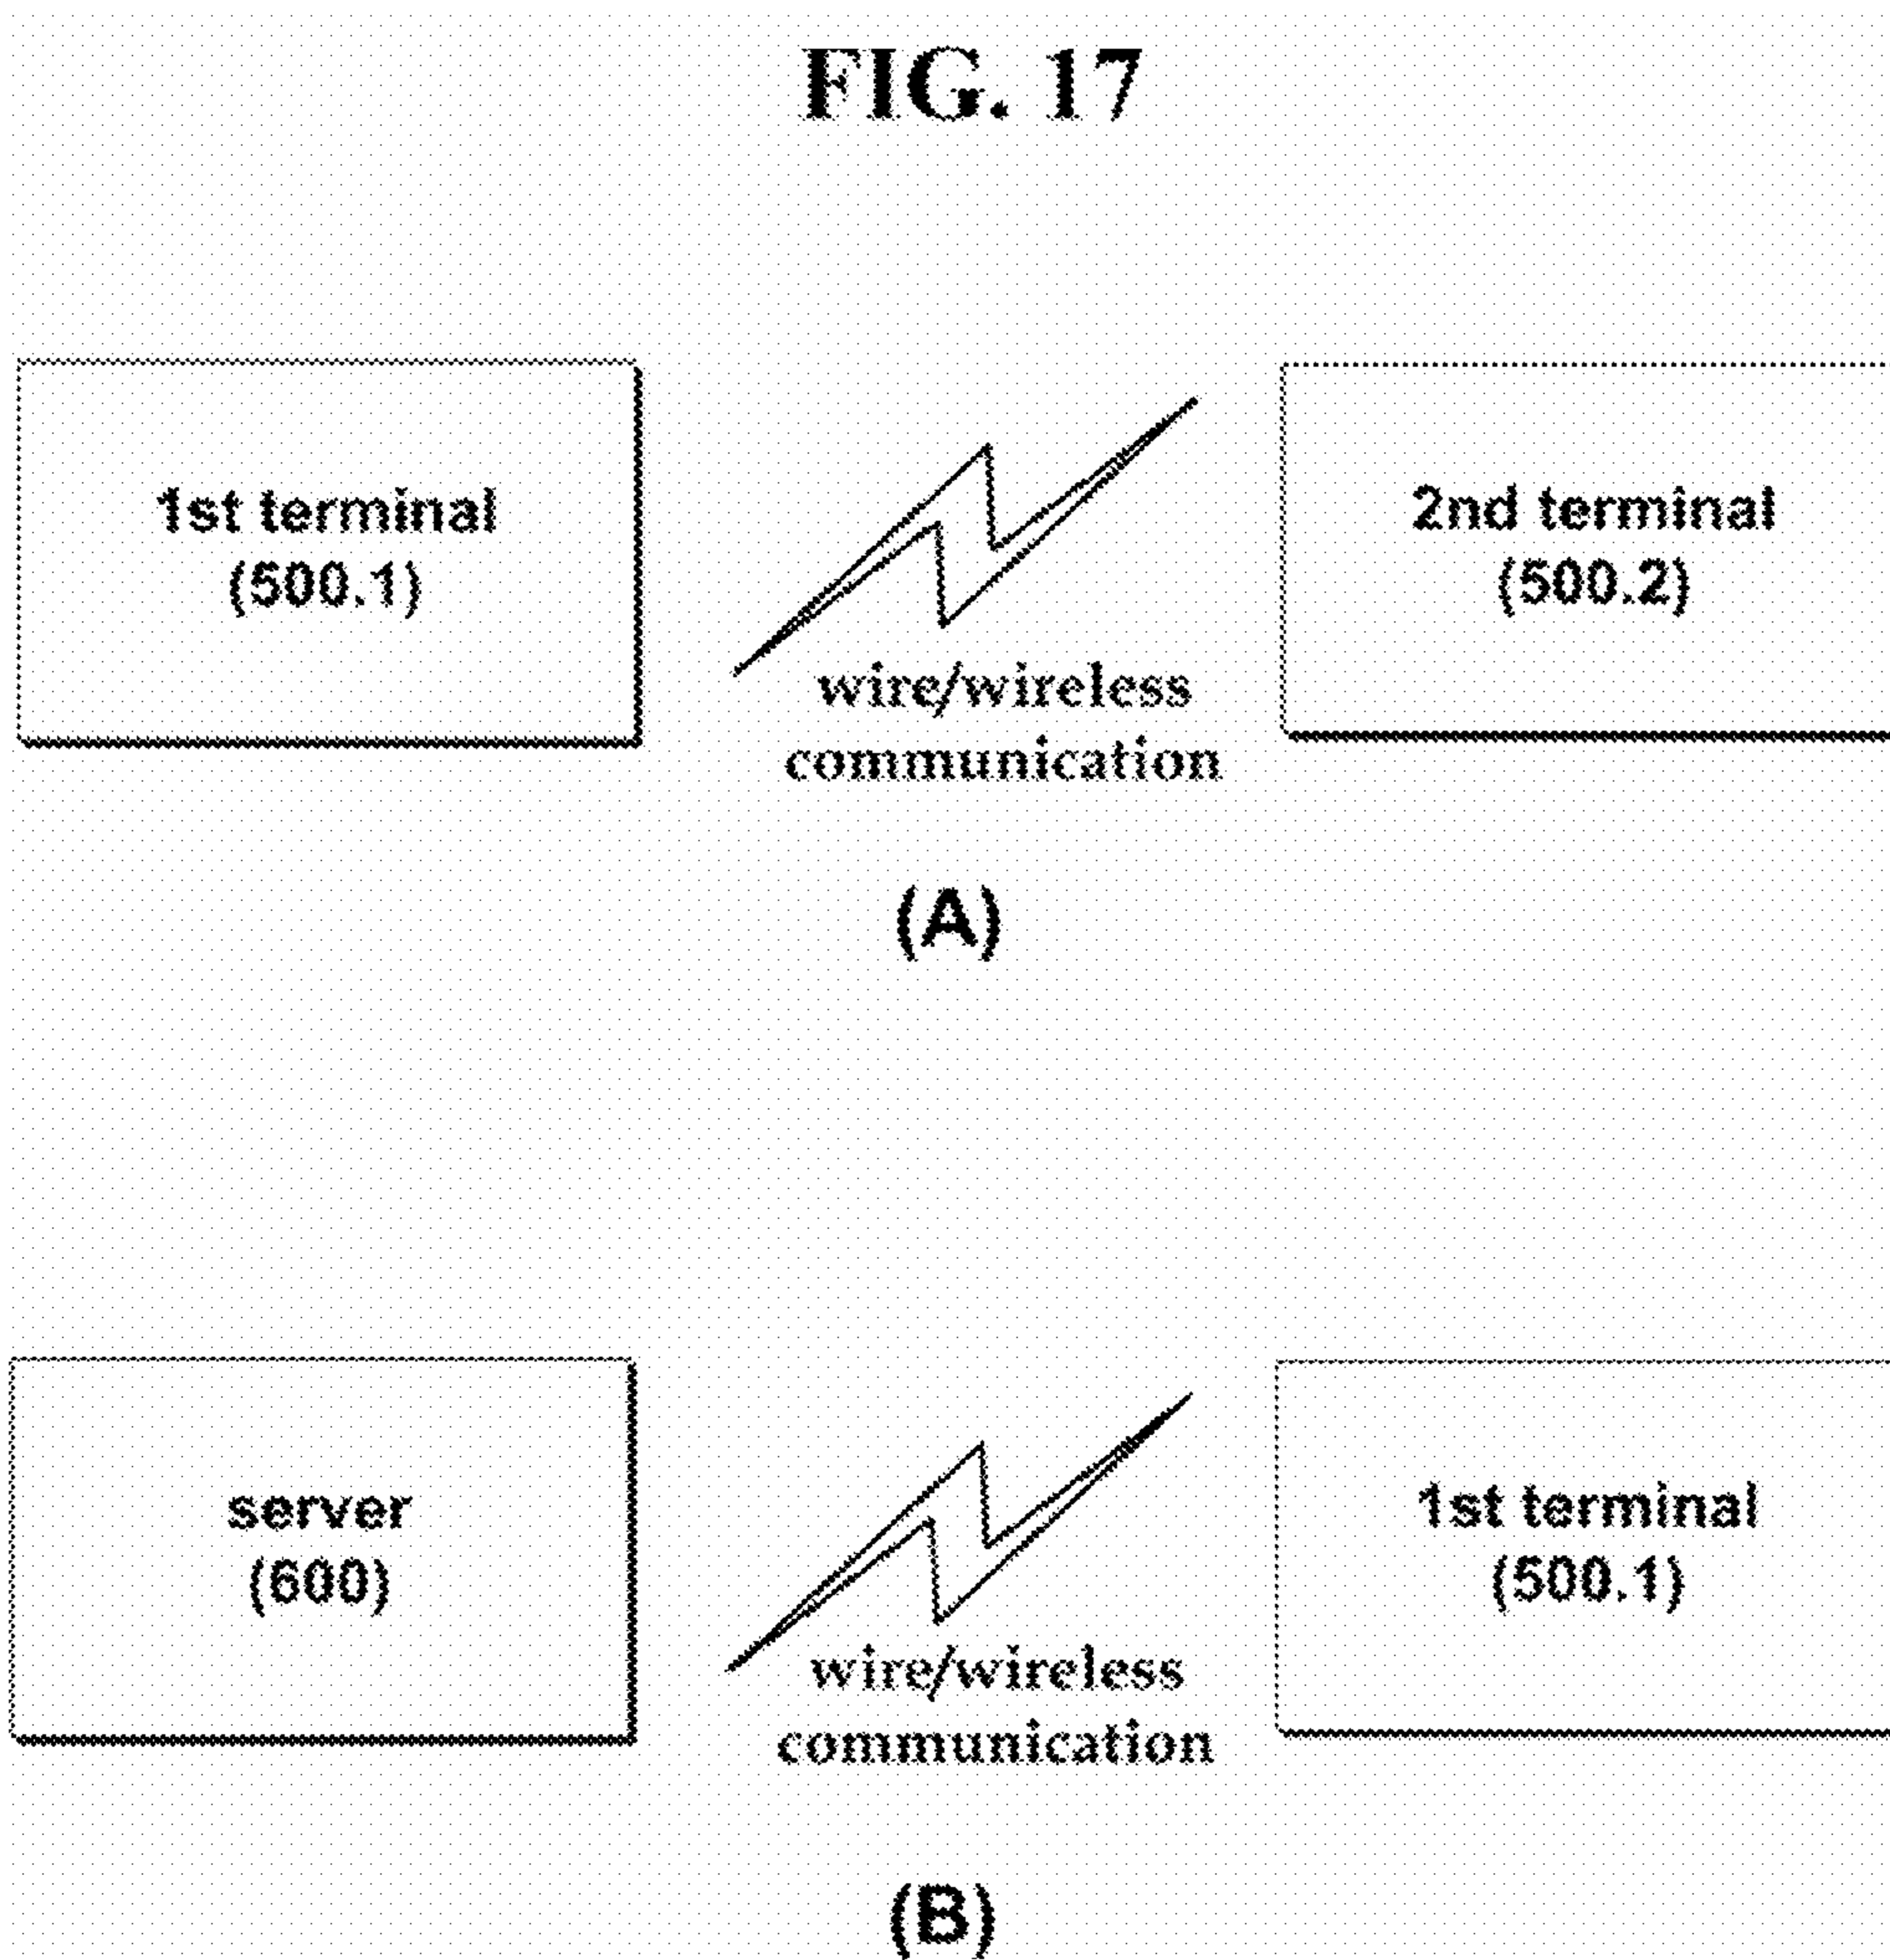 FIG. 17
1st terminal
(500.1)
wire/wireless
communication
2nd terminal
(500.2)
(A)
server
(600)
wire/wireless
communication
1st terminal
(500.1)
(B)